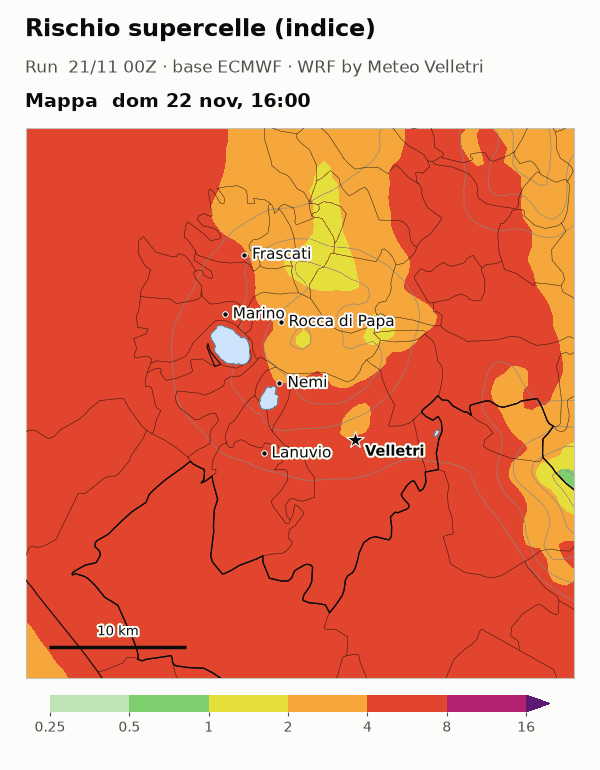 Rischio supercelle (indice)
Run  21/11 00Z · base ECMWF · WRF by Meteo Velletri
Mappa  dom 22 nov, 16:00
Frascati
Marino
Rocca di Papa
Nemi
Velletri
Lanuvio
10 km
0.25 0.5 1 2 4 8 16